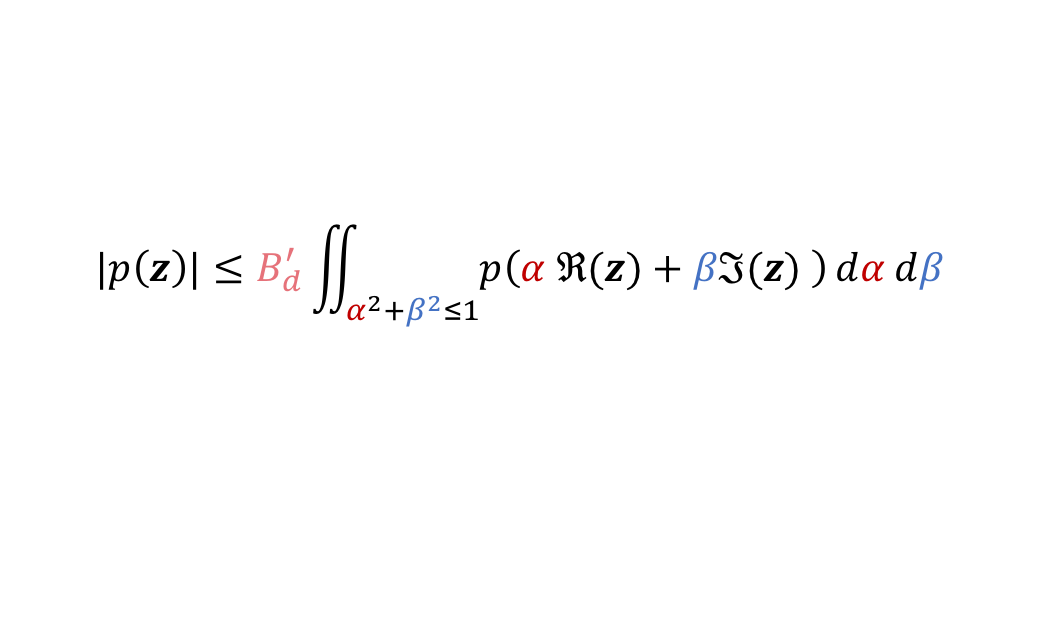 |p(z)| ≤ B′_d ∬_{α²+β²≤1} p(α ℜ(z) + βℑ(z) ) dα dβ